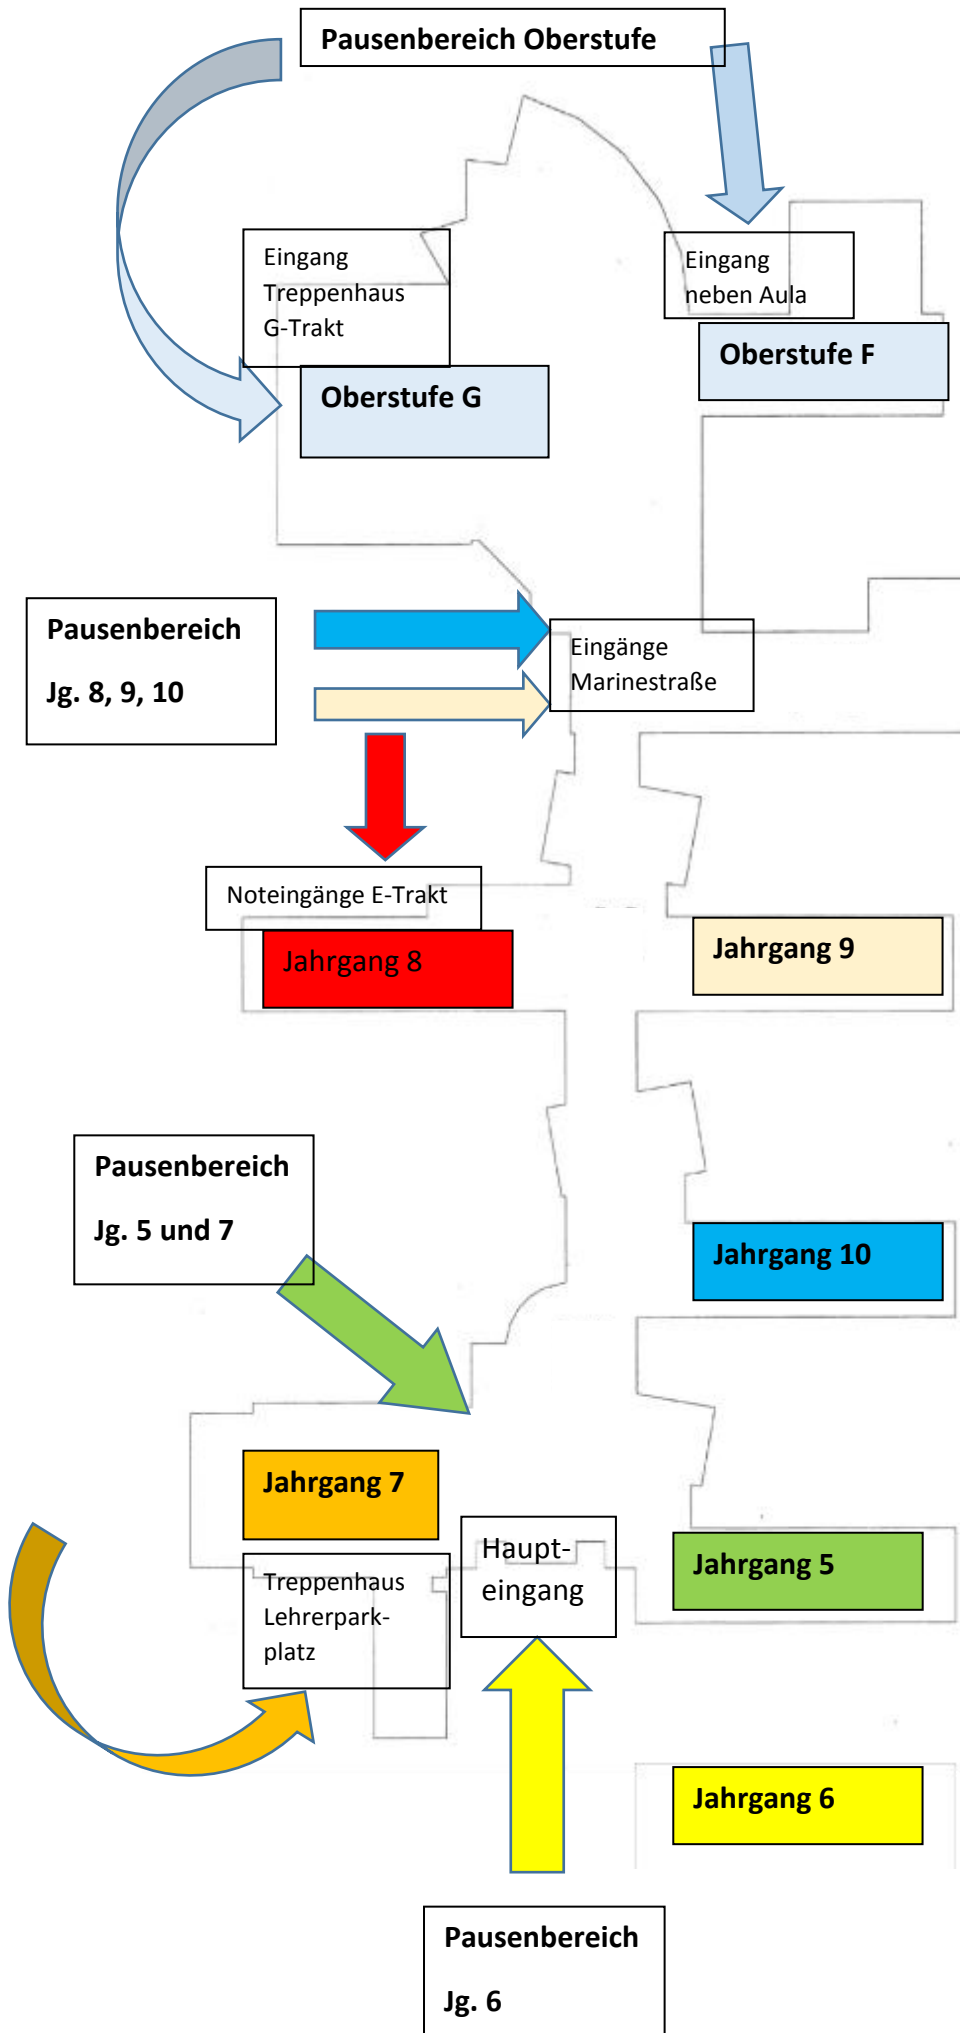 Pausenbereich Oberstufe
Eingang
Treppenhaus
G-Trakt
Eingang
neben Aula
Oberstufe F
Oberstufe G
Pausenbereich
Jg. 8, 9, 10
Eingänge
Marinestraße
Noteingänge E-Trakt
Jahrgang 8
Jahrgang 9
Pausenbereich
Jg. 5 und 7
Jahrgang 10
Jahrgang 7
Haupt-
eingang
Jahrgang 5
Treppenhaus
Lehrerpark-
platz
Jahrgang 6
Pausenbereich
Jg. 6